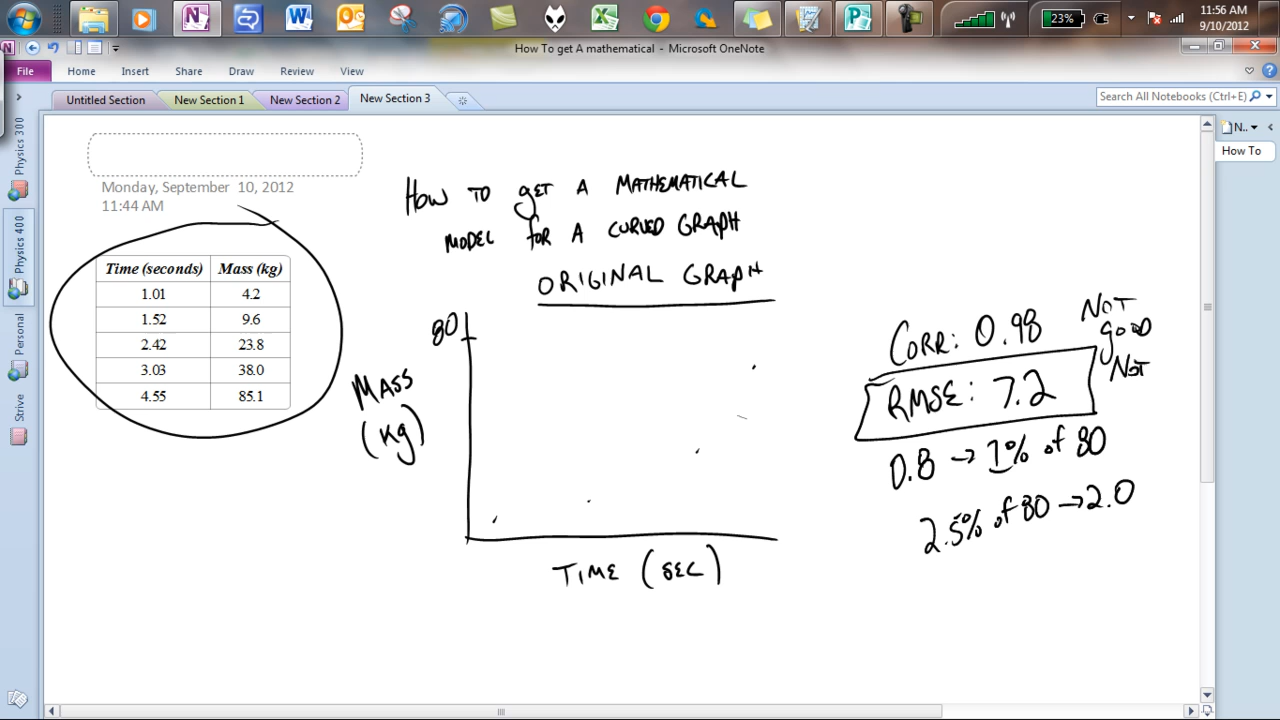 11:56 AM
23%
9/10/2012
How To get A mathematical - Microsoft OneNote
File Home Insert Share Draw Review View
Untitled Section New Section 1 New Section 2 New Section 3
Search All Notebooks (Ctrl+E)
N..
How To
Physics 300
Physics 400
Personal
Strive
Monday, September 10, 2012
11:44 AM
Time (seconds) Mass (kg)
1.01 4.2
1.52 9.6
2.42 23.8
3.03 38.0
4.55 85.1
HOW TO get A MATHEMATICAL
MODEL for A CURVED GRAPH
ORIGINAL GRAPH
80
MASS
(kg)
TIME (SEC)
CORR: 0.98
NOT
good
NOT
RMSE: 7.2
0.8 → 1% of 80
2.5% of 80 → 2.0